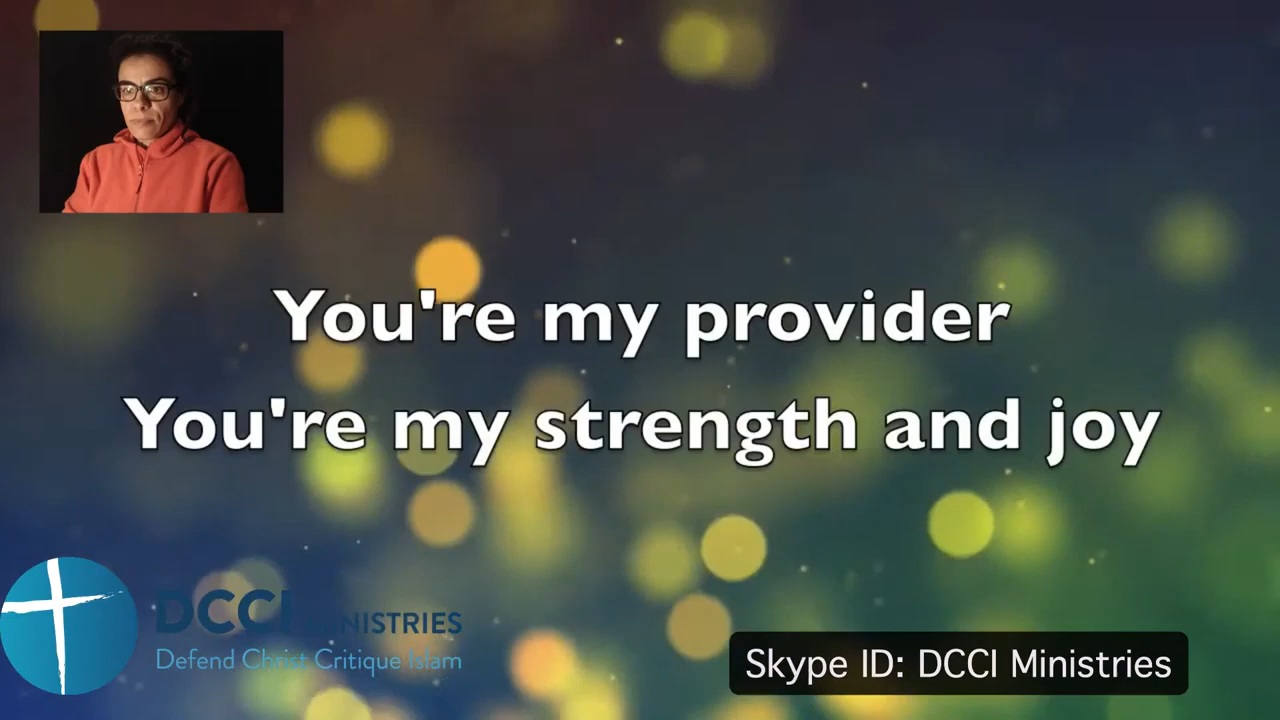 You're my provider
You're my strength and joy
DCCI MINISTRIES
Defend Christ Critique Islam
Skype ID: DCCI Ministries